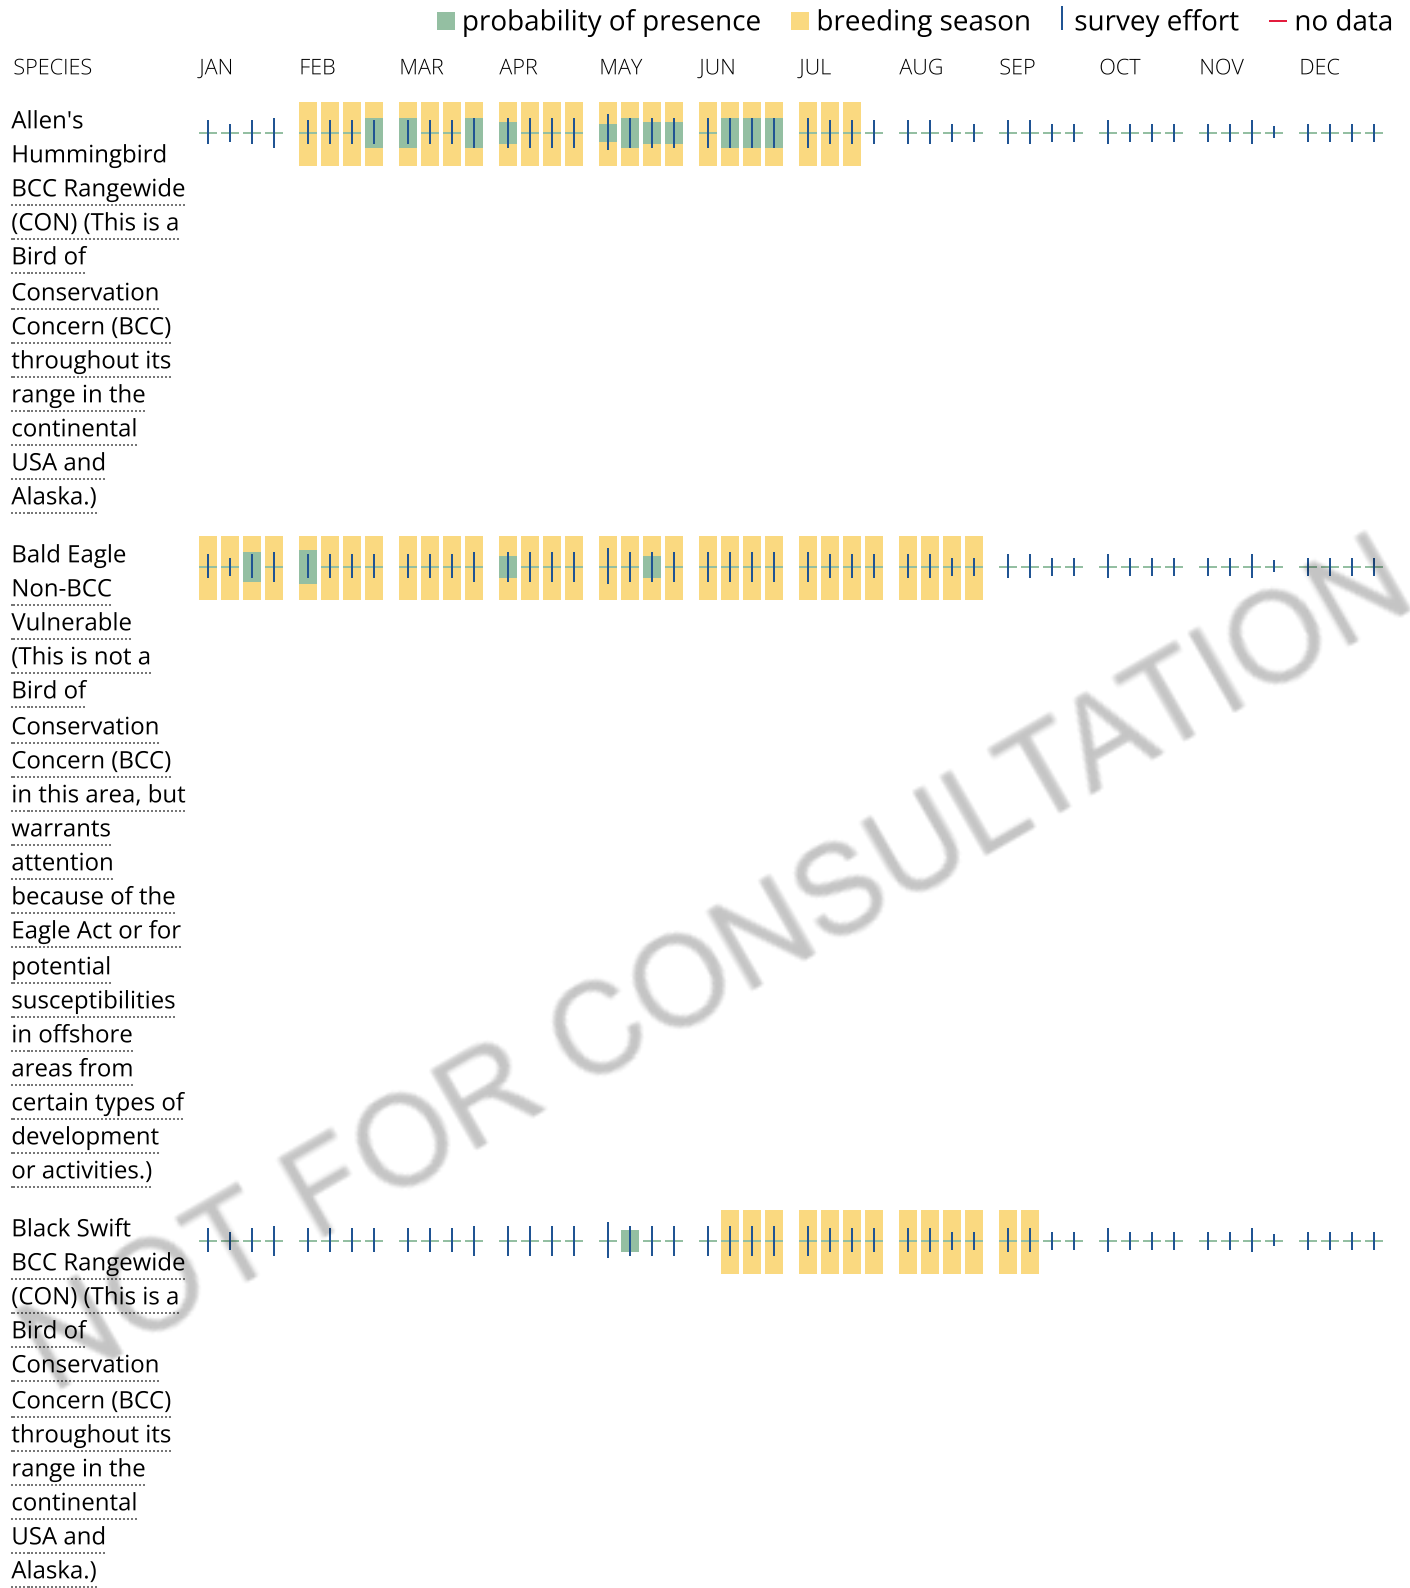 probability of presence breeding season survey effort no data
SPECIES JAN FEB MAR APR MAY JUN JUL AUG SEP OCT NOV DEC
Allen's
Hummingbird
BCC Rangewide
(CON) (This is a
Bird of
Conservation
Concern (BCC)
throughout its
range in the
continental
USA and
Alaska.)
Bald Eagle
Non-BCC
Vulnerable
(This is not a
Bird of
Conservation
Concern (BCC)
in this area, but
warrants
attention
because of the
Eagle Act or for
potential
susceptibilities
in offshore
areas from
certain types of
development
or activities.)
Black Swift
BCC Rangewide
(CON) (This is a
Bird of
Conservation
Concern (BCC)
throughout its
range in the
continental
USA and
Alaska.)
NOT FOR CONSULTATION